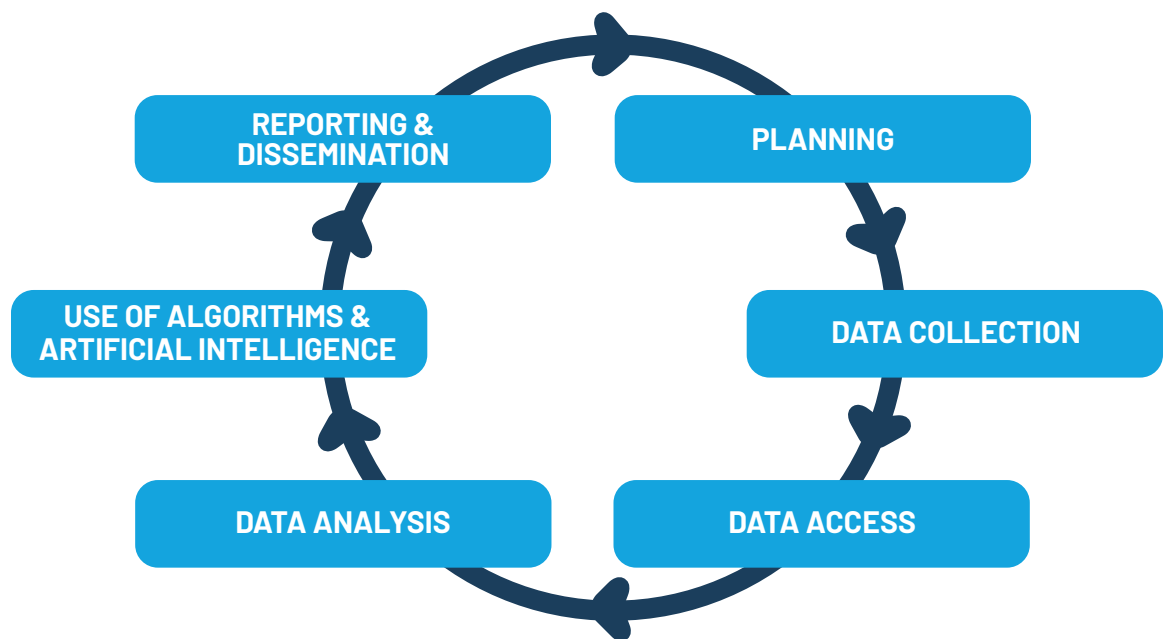 REPORTING &
DISSEMINATION
PLANNING
USE OF ALGORITHMS &
ARTIFICIAL INTELLIGENCE
DATA COLLECTION
DATA ANALYSIS
DATA ACCESS